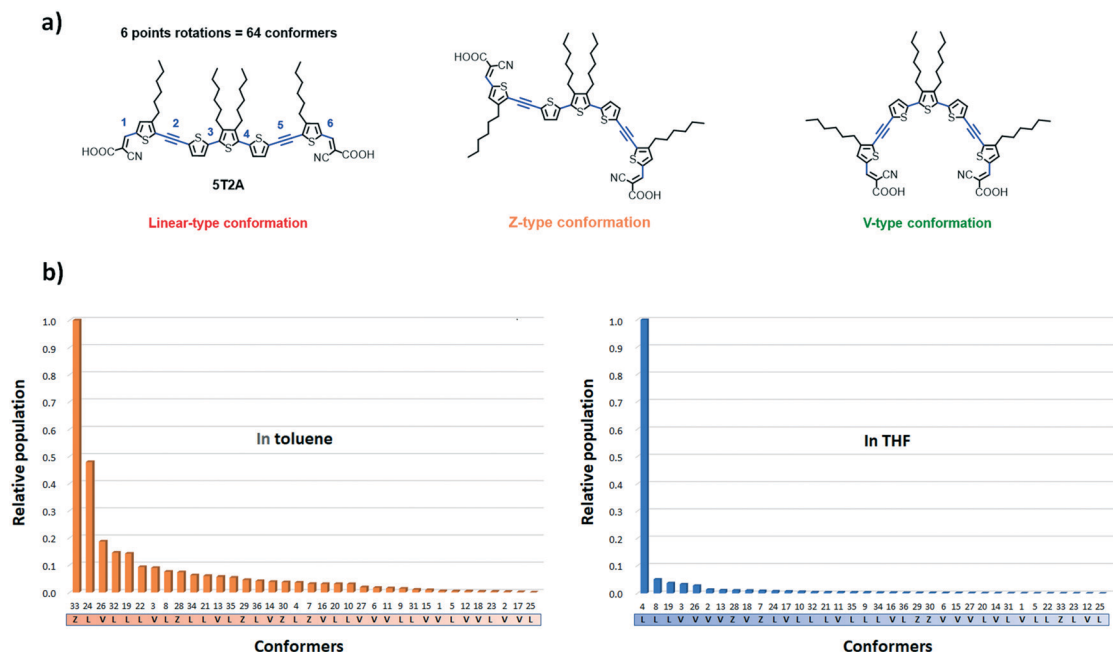 a)
6 points rotations = 64 conformers
HOOC
CN
S
S
S
S
S
NC
COOH
1
2
3
4
5
6
5T2A
Linear-type conformation
HOOC
CN
S
S
S
S
S
NC
COOH
Z-type conformation
S
S
S
S
S
CN
COOH
NC
COOH
V-type conformation
b)
Relative population
1.0
0.9
0.8
0.7
0.6
0.5
0.4
0.3
0.2
0.1
0.0
In toluene
33 24 26 32 19 22 3 8 28 34 21 13 35 29 36 14 30 4 7 16 20 10 27 6 11 9 31 15 1 5 12 18 23 2 17 25
Conformers
Relative population
1.0
0.9
0.8
0.7
0.6
0.5
0.4
0.3
0.2
0.1
0.0
In THF
4 8 19 3 26 2 13 28 18 7 24 17 10 32 21 11 35 9 34 16 36 29 30 6 15 27 20 14 31 1 5 22 33 23 12 25
Conformers